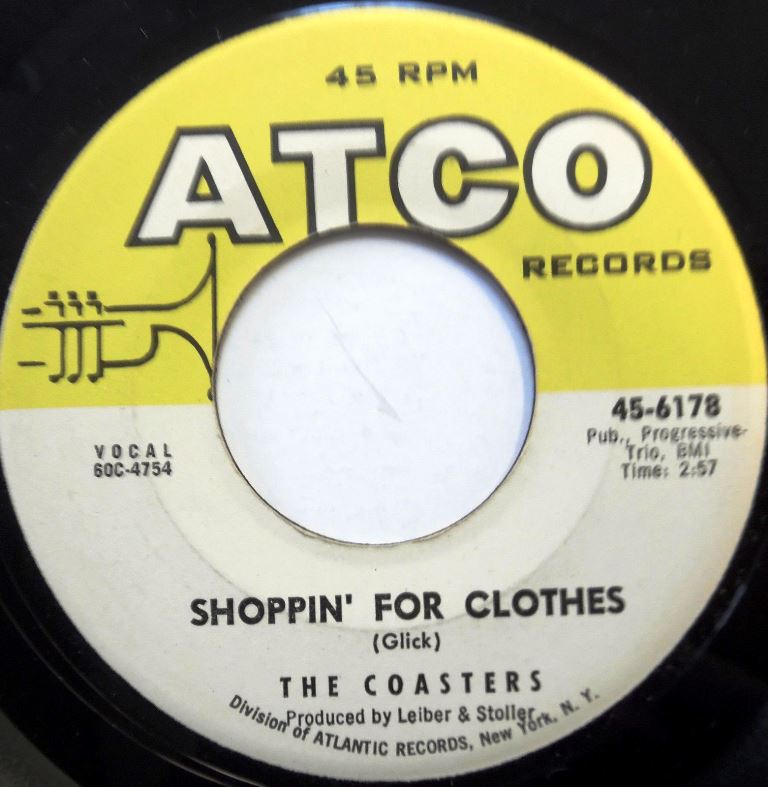 45 RPM
ATCO
RECORDS
45-6178
Pub., Progressive-
Trio, BMI
Time: 2:57
VOCAL
60C-4754
SHOPPIN' FOR CLOTHES
(Glick)
THE COASTERS
Produced by Leiber & Stoller
Division of ATLANTIC RECORDS, New York, N. Y.